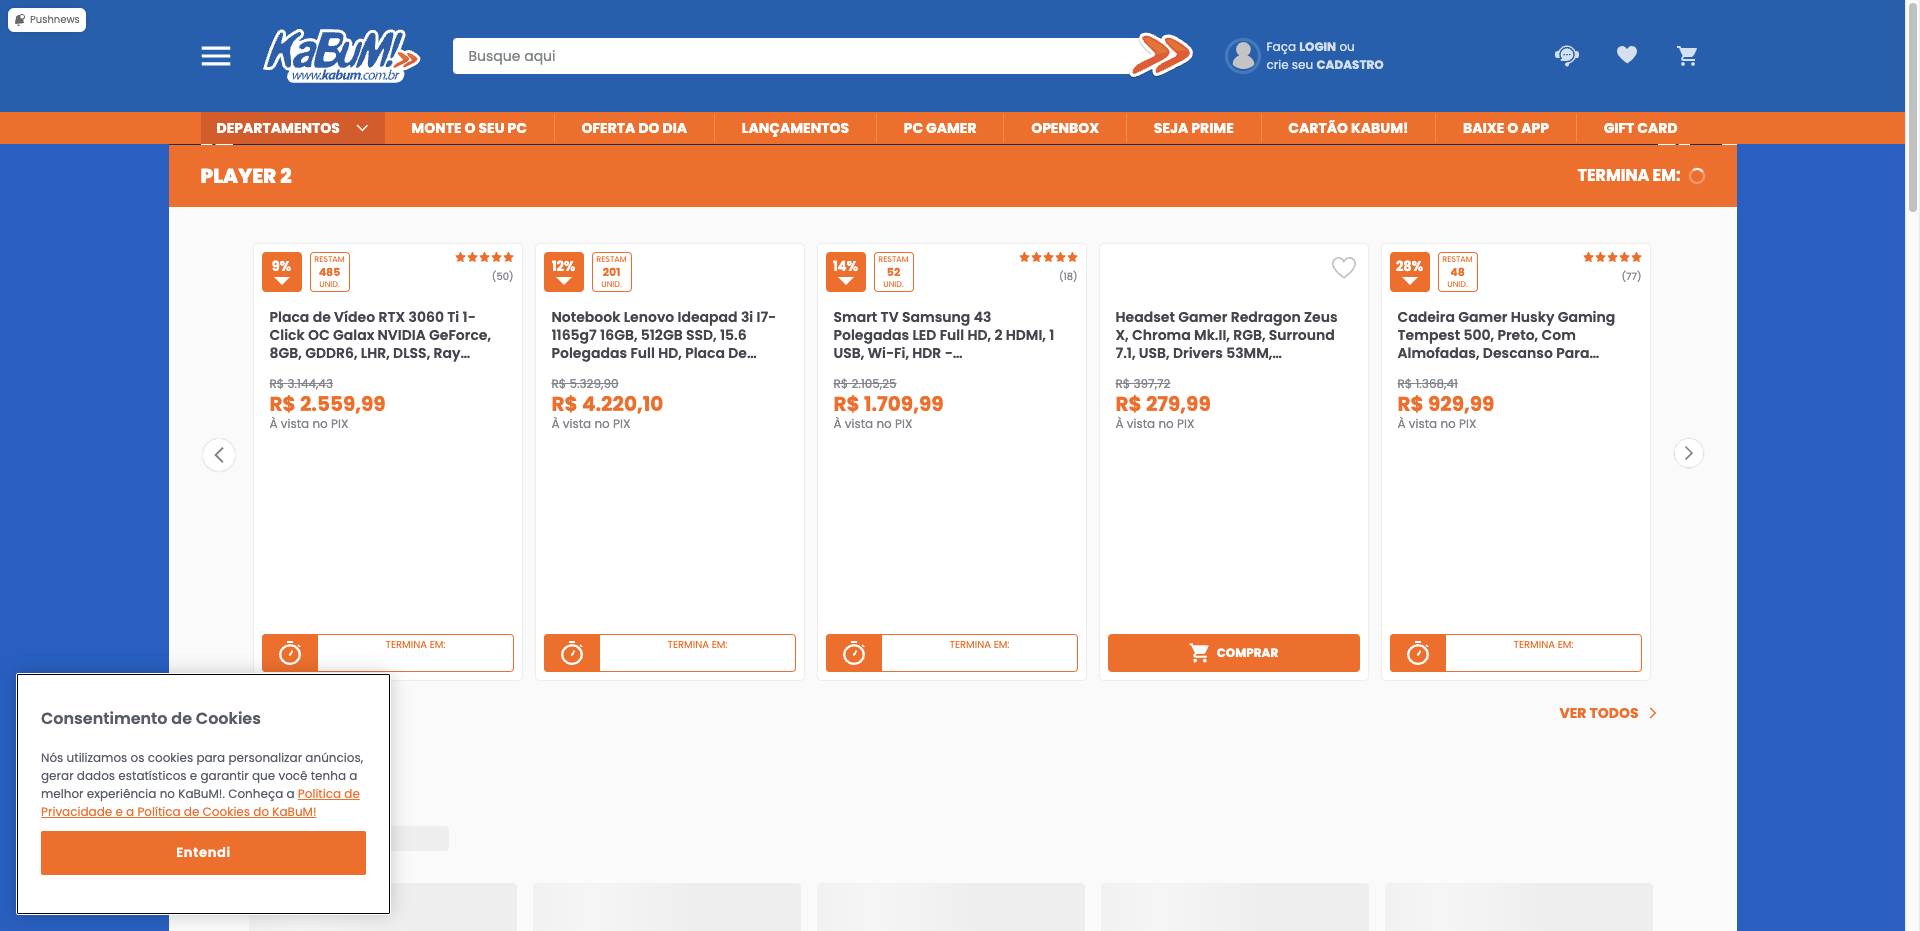 Pushnews
KaBuM!
www.kabum.com.br
Busque aqui
Faça LOGIN ou
crie seu CADASTRO
DEPARTAMENTOS
MONTE O SEU PC
OFERTA DO DIA
LANÇAMENTOS
PC GAMER
OPENBOX
SEJA PRIME
CARTÃO KABUM!
BAIXE O APP
GIFT CARD
PLAYER 2
TERMINA EM:
9%
RESTAM
485
UNID.
(50)
Placa de Vídeo RTX 3060 Ti 1-
Click OC Galax NVIDIA GeForce,
8GB, GDDR6, LHR, DLSS, Ray...
R$ 3.144,43
R$ 2.559,99
À vista no PIX
TERMINA EM:
12%
RESTAM
201
UNID.
Notebook Lenovo Ideapad 3i I7-
1165g7 16GB, 512GB SSD, 15.6
Polegadas Full HD, Placa De...
R$ 5.329,90
R$ 4.220,10
À vista no PIX
TERMINA EM:
14%
RESTAM
52
UNID.
(18)
Smart TV Samsung 43
Polegadas LED Full HD, 2 HDMI, 1
USB, Wi-Fi, HDR -...
R$ 2.105,25
R$ 1.709,99
À vista no PIX
TERMINA EM:
Headset Gamer Redragon Zeus
X, Chroma Mk.II, RGB, Surround
7.1, USB, Drivers 53MM,...
R$ 397,72
R$ 279,99
À vista no PIX
COMPRAR
28%
RESTAM
48
UNID.
(77)
Cadeira Gamer Husky Gaming
Tempest 500, Preto, Com
Almofadas, Descanso Para...
R$ 1.368,41
R$ 929,99
À vista no PIX
TERMINA EM:
VER TODOS
Consentimento de Cookies
Nós utilizamos os cookies para personalizar anúncios,
gerar dados estatísticos e garantir que você tenha a
melhor experiência no KaBuM!. Conheça a Política de
Privacidade e a Política de Cookies do KaBuM!
Entendi